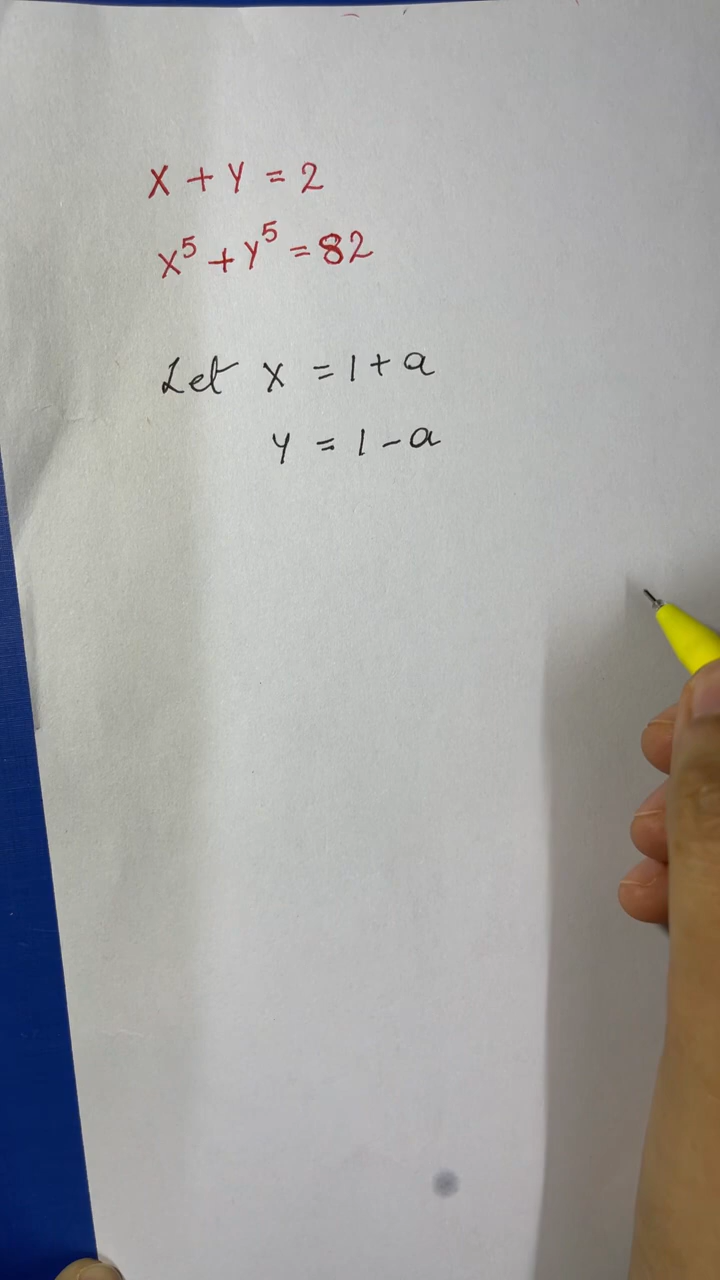 x + y = 2
x⁵ + y⁵ = 82
Let x = 1 + a
y = 1 - a